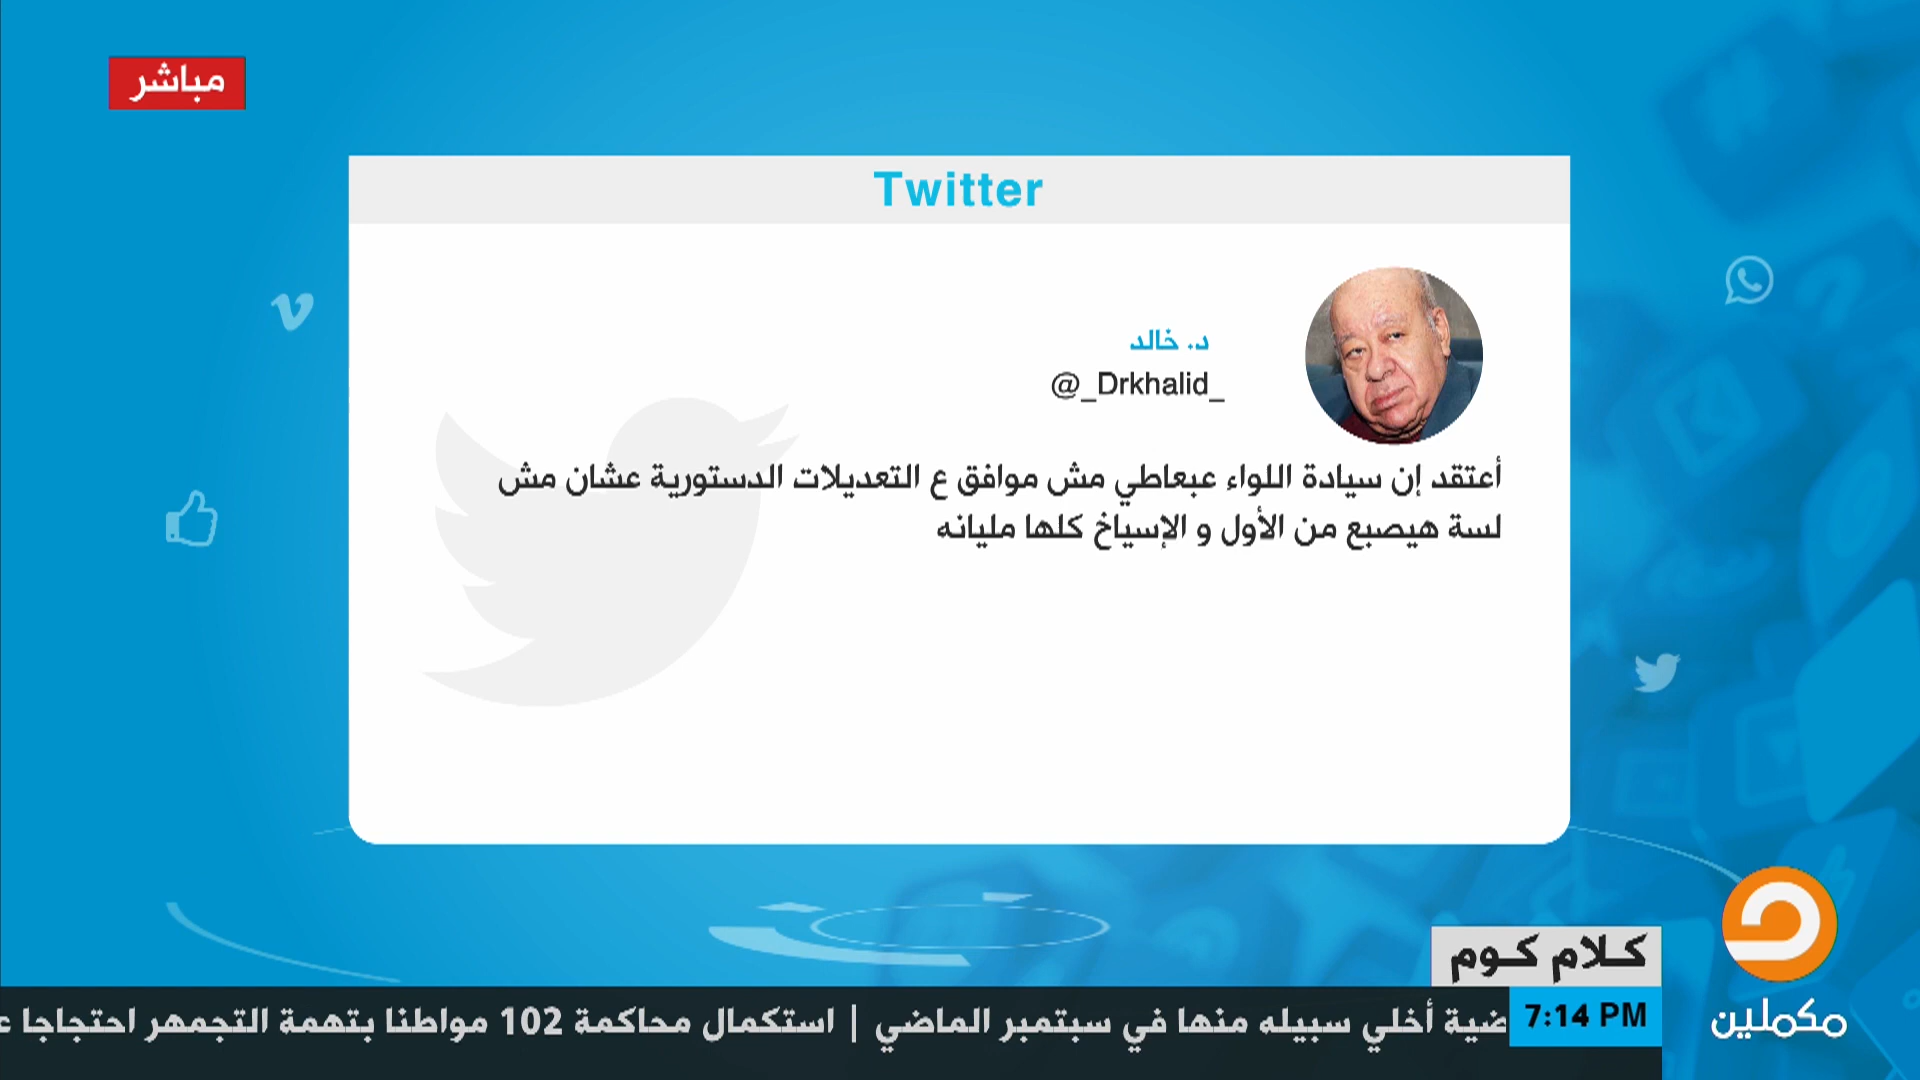 مباشر
Twitter
د. خالد
@_Drkhalid_
أعتقد إن سيادة اللواء عبعاطي مش موافق ع التعديلات الدستورية عشان مش
لسة هيصبع من الأول و الإسياخ كلها مليانه
كلام كوم
7:14 PM
ضية أخلي سبيله منها في سبتمبر الماضي | استكمال محاكمة 102 مواطنا بتهمة التجمهر احتجاجا
مكملين